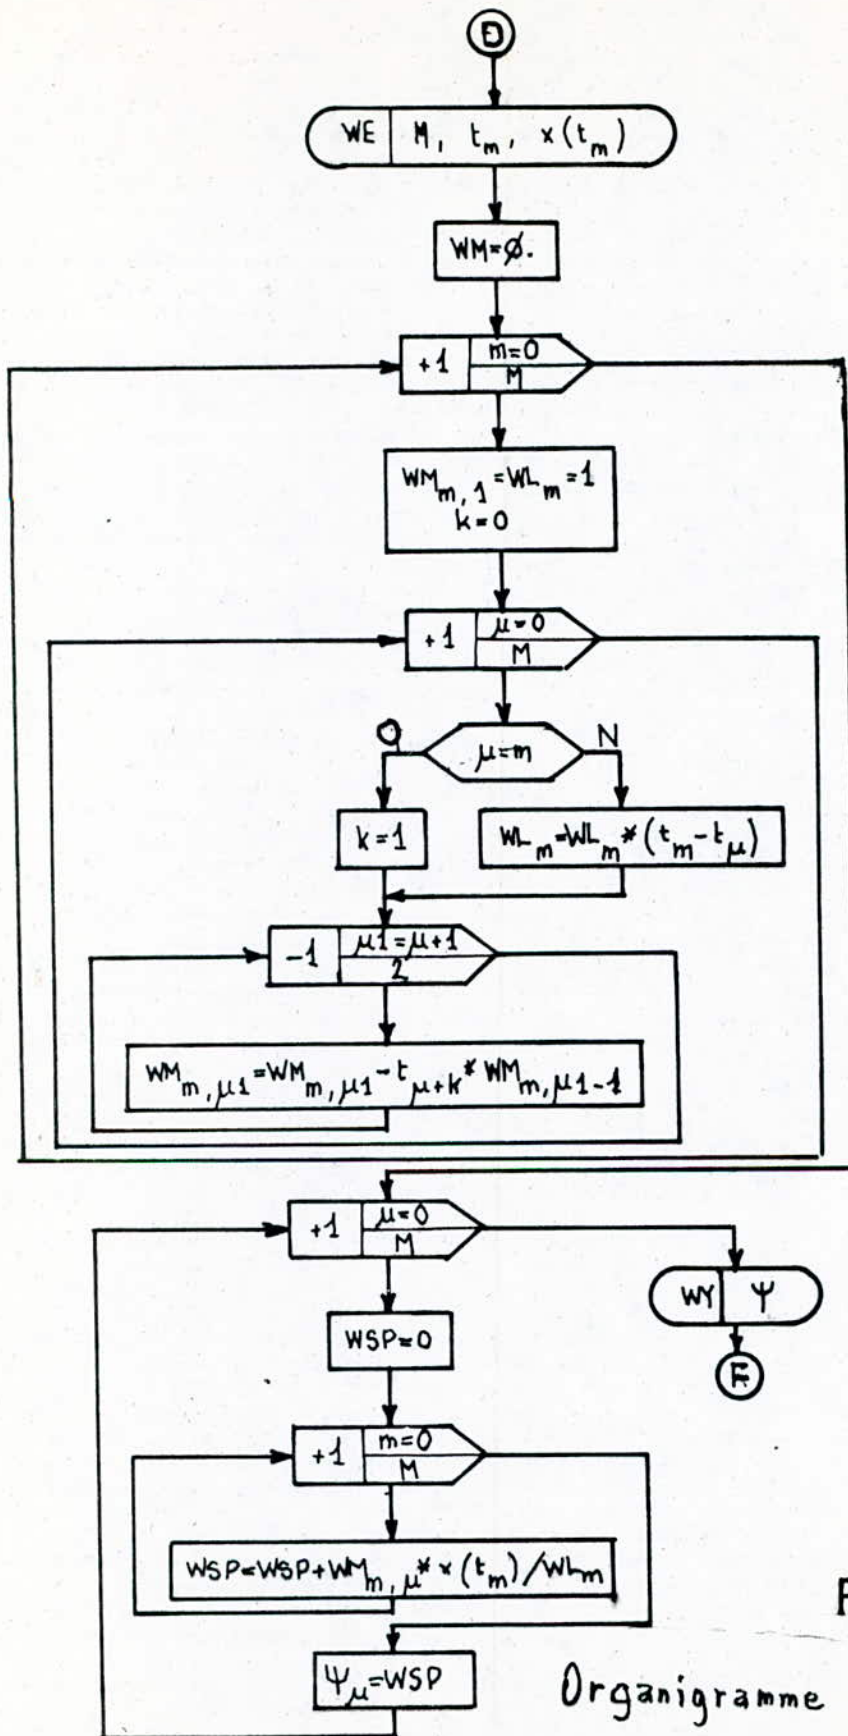 D
WE M, t_m, x(t_m)
WM=Ø.
+1 m=0
M
WM_m,1=WL_m=1
k=0
+1 μ=0
M
μ=m
O N
k=1
WL_m=WL_m*(t_m-t_μ)
-1 μ1=μ+1
2
WM_m,μ1=WM_m,μ1-t_μ+k*WM_m,μ1-1
+1 μ=0
M
WY Ψ
WSP=0
F
+1 m=0
M
WSP=WSP+WM_m,μ*x(t_m)/WL_m
Ψ_μ=WSP
Organigramme